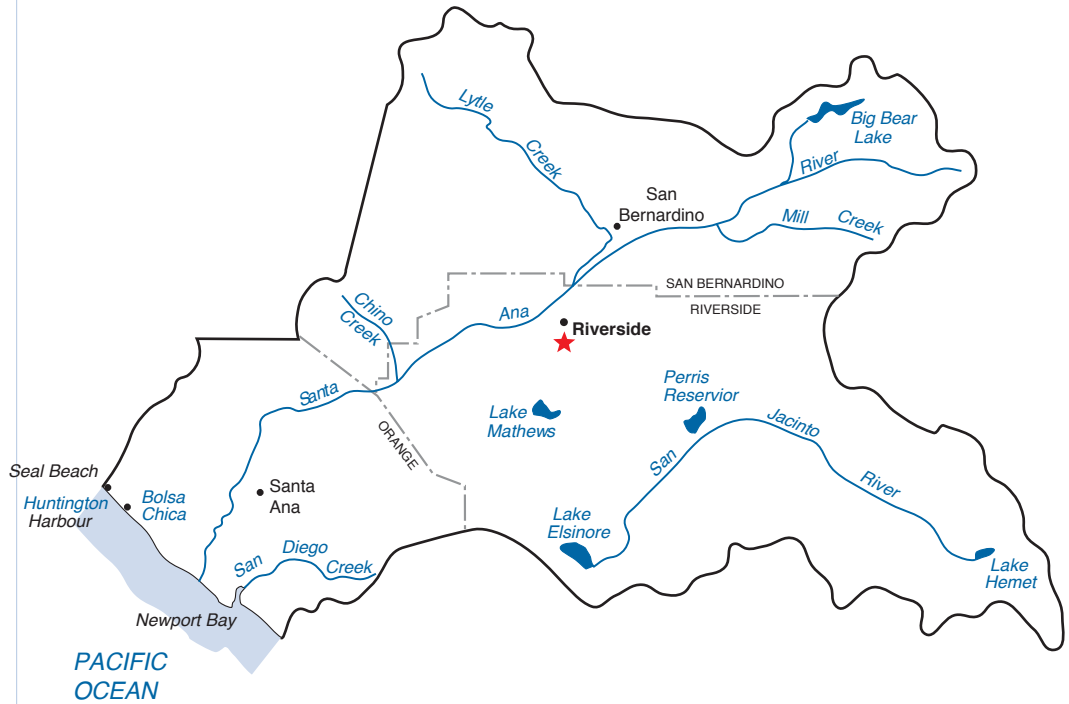 Lytle
Creek
Big Bear
Lake
River
San
Bernardino
Mill Creek
SAN BERNARDINO
RIVERSIDE
Chino
Creek
Ana
Riverside
Santa
Perris
Reservior
Lake
Mathews
Jacinto
ORANGE
San
River
Seal Beach
Huntington
Harbour
Bolsa
Chica
Santa
Ana
Lake
Elsinore
San Diego
Creek
Lake
Hemet
Newport Bay
PACIFIC
OCEAN